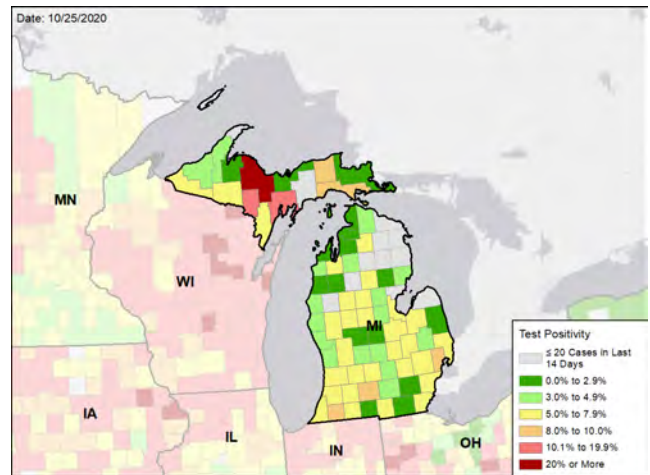 Date: 10/25/2020
MN
WI
MI
IA
IL
IN
OH
Test Positivity
≤ 20 Cases in Last
14 Days
0.0% to 2.9%
3.0% to 4.9%
5.0% to 7.9%
8.0% to 10.0%
10.1% to 19.9%
20% or More